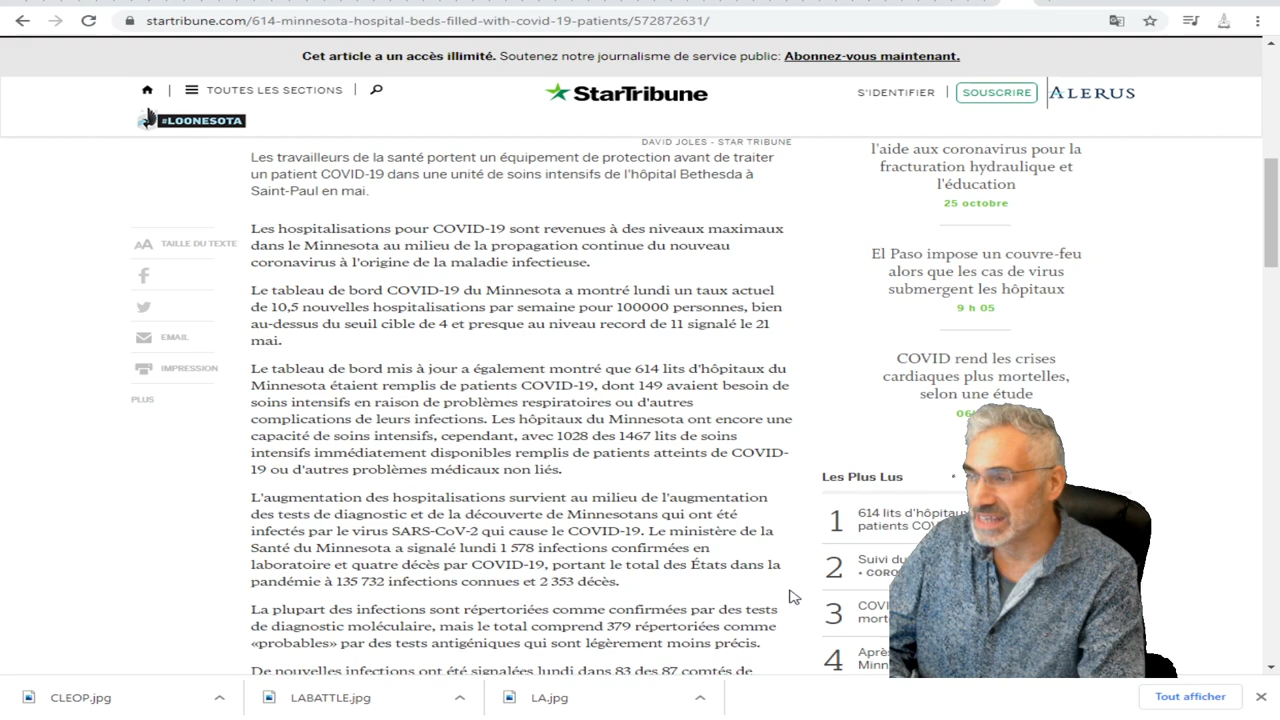 startribune.com/614-minnesota-hospital-beds-filled-with-covid-19-patients/572872631/
Cet article a un accès illimité. Soutenez notre journalisme de service public: Abonnez-vous maintenant.
TOUTES LES SECTIONS
StarTribune
S'IDENTIFIER
SOUSCRIRE
ALERUS
#LOONESOTA
DAVID JOLES - STAR TRIBUNE
Les travailleurs de la santé portent un équipement de protection avant de traiter
un patient COVID-19 dans une unité de soins intensifs de l'hôpital Bethesda à
Saint-Paul en mai.
TAILLE DU TEXTE
EMAIL
IMPRESSION
PLUS
Les hospitalisations pour COVID-19 sont revenues à des niveaux maximaux
dans le Minnesota au milieu de la propagation continue du nouveau
coronavirus à l'origine de la maladie infectieuse.
Le tableau de bord COVID-19 du Minnesota a montré lundi un taux actuel
de 10,5 nouvelles hospitalisations par semaine pour 100000 personnes, bien
au-dessus du seuil cible de 4 et presque au niveau record de 11 signalé le 21
mai.
Le tableau de bord mis à jour a également montré que 614 lits d'hôpitaux du
Minnesota étaient remplis de patients COVID-19, dont 149 avaient besoin de
soins intensifs en raison de problèmes respiratoires ou d'autres
complications de leurs infections. Les hôpitaux du Minnesota ont encore une
capacité de soins intensifs, cependant, avec 1028 des 1467 lits de soins
intensifs immédiatement disponibles remplis de patients atteints de COVID-
19 ou d'autres problèmes médicaux non liés.
L'augmentation des hospitalisations survient au milieu de l'augmentation
des tests de diagnostic et de la découverte de Minnesotans qui ont été
infectés par le virus SARS-CoV-2 qui cause le COVID-19. Le ministère de la
Santé du Minnesota a signalé lundi 1 578 infections confirmées en
laboratoire et quatre décès par COVID-19, portant le total des États dans la
pandémie à 135 732 infections connues et 2 353 décès.
La plupart des infections sont répertoriées comme confirmées par des tests
de diagnostic moléculaire, mais le total comprend 379 répertoriées comme
«probables» par des tests antigéniques qui sont légèrement moins précis.
De nouvelles infections ont été signalées lundi dans 83 des 87 comtés de
l'aide aux coronavirus pour la
fracturation hydraulique et
l'éducation
25 octobre
El Paso impose un couvre-feu
alors que les cas de virus
submergent les hôpitaux
9 h 05
COVID rend les crises
cardiaques plus mortelles,
selon une étude
Les Plus Lus
1 614 lits d'hôpitaux
patients
2 Suivi du
3
4 Après
CLEOP.jpg
LABATTLE.jpg
LA.jpg
Tout afficher